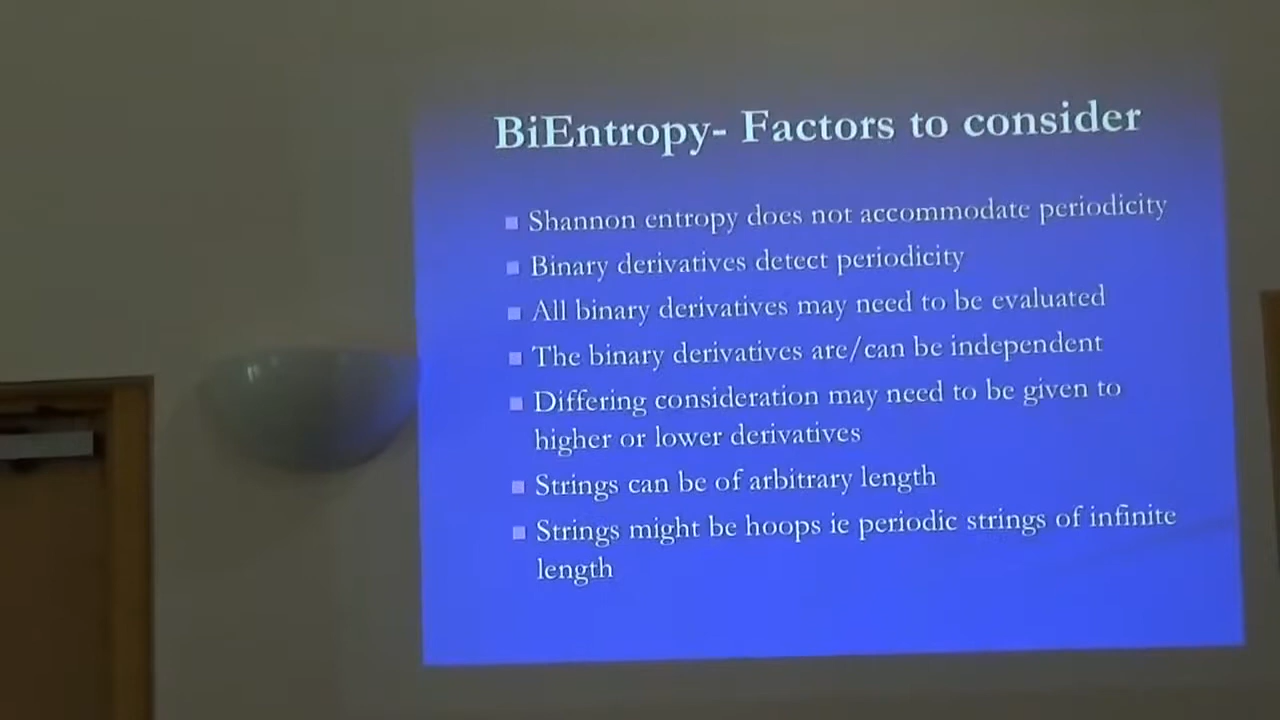 BiEntropy- Factors to consider
Shannon entropy does not accommodate periodicity
Binary derivatives detect periodicity
All binary derivatives may need to be evaluated
The binary derivatives are/can be independent
Differing consideration may need to be given to
higher or lower derivatives
Strings can be of arbitrary length
Strings might be hoops ie periodic strings of infinite
length